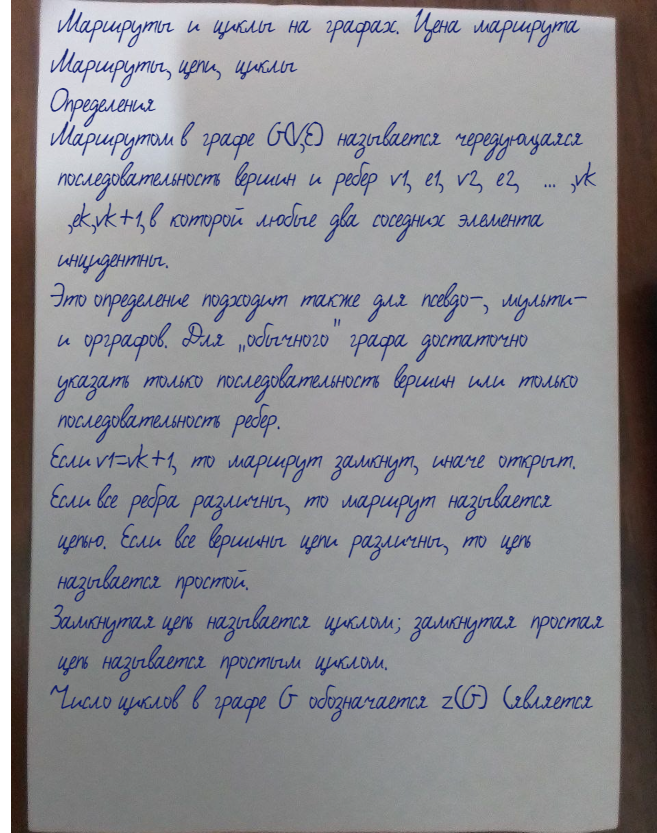 Маршруты и циклы на графах. Цена маршрута
Маршруты, цепи, циклы
Определения
Маршрутом в графе G(V,E) называется чередующаяся
последовательность вершин и ребер v1, e1, v2, e2, ... ,vk
,ek,vk+1, в которой любые два соседних элемента
инцидентны.
Это определение подходит также для псевдо-, мульти-
и орграфов. Для „обычного" графа достаточно
указать только последовательность вершин или только
последовательность ребер.
Если v1=vk+1, то маршрут замкнут, иначе открыт.
Если все ребра различны, то маршрут называется
цепью. Если все вершины цепи различны, то цепь
называется простой.
Замкнутая цепь называется циклом; замкнутая простая
цепь называется простым циклом.
Число циклов в графе G обозначается z(G) (является